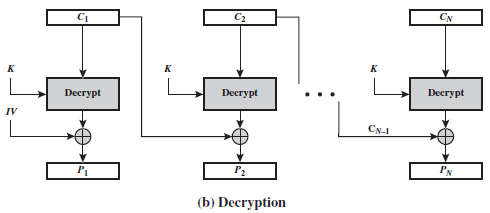 C1 C2 CN
K K K
Decrypt Decrypt • • • Decrypt
IV
CN–1
P1 P2 PN
(b) Decryption